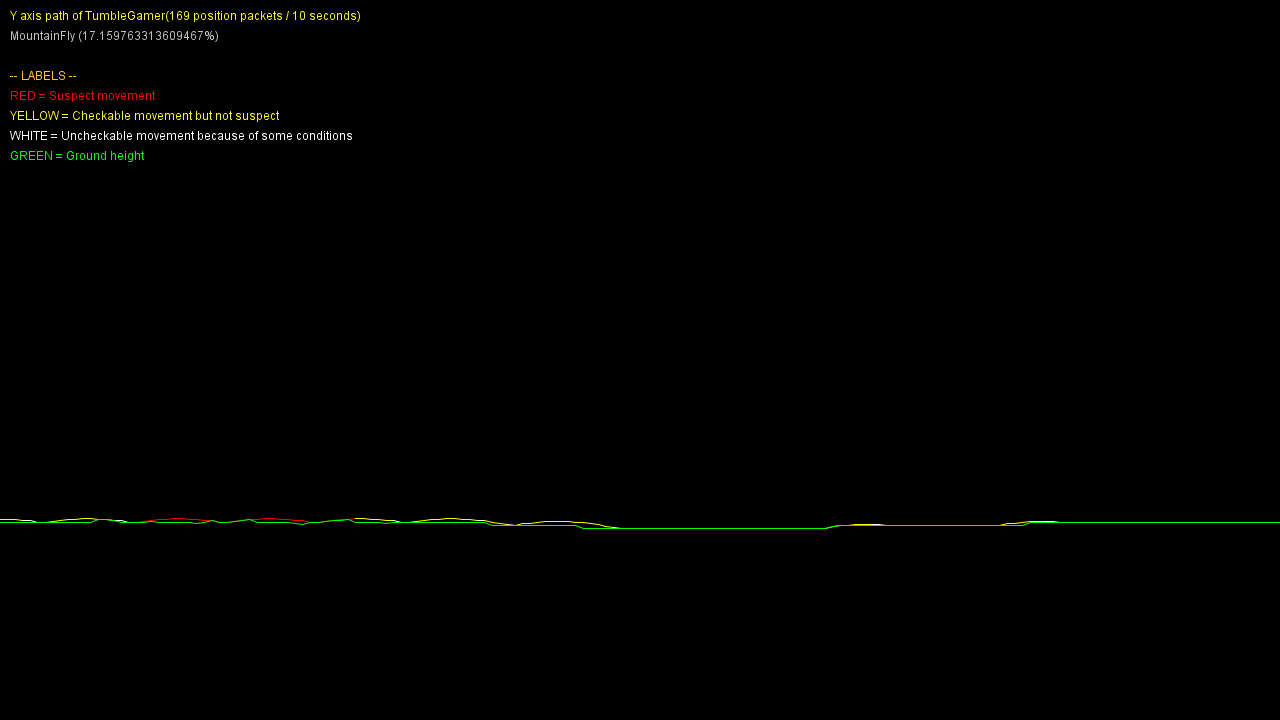 Y axis path of TumbleGamer(169 position packets / 10 seconds)
MountainFly (17.159763313609467%)
-- LABELS --
RED = Suspect movement
YELLOW = Checkable movement but not suspect
WHITE = Uncheckable movement because of some conditions
GREEN = Ground height